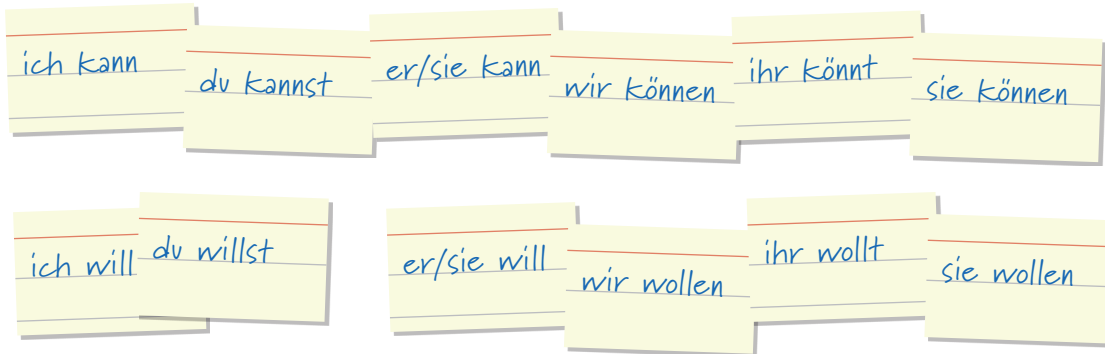 ich kann
du kannst
er/sie kann
wir können
ihr könnt
sie können
ich will
du willst
er/sie will
wir wollen
ihr wollt
sie wollen